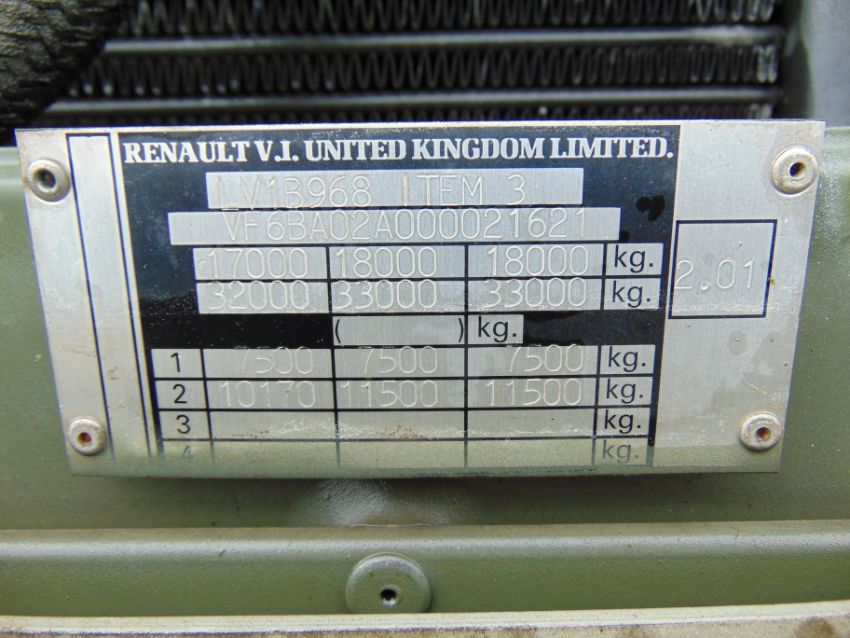 RENAULT V.I. UNITED KINGDOM LIMITED.
LV1B968 ITEM 3
VF6BA02A000021621
17000 18000 18000 kg.
32000 33000 33000 kg.
2.01
( ) kg.
1 7500 7500 7500 kg.
2 10170 11500 11500 kg.
3 kg.
4 kg.